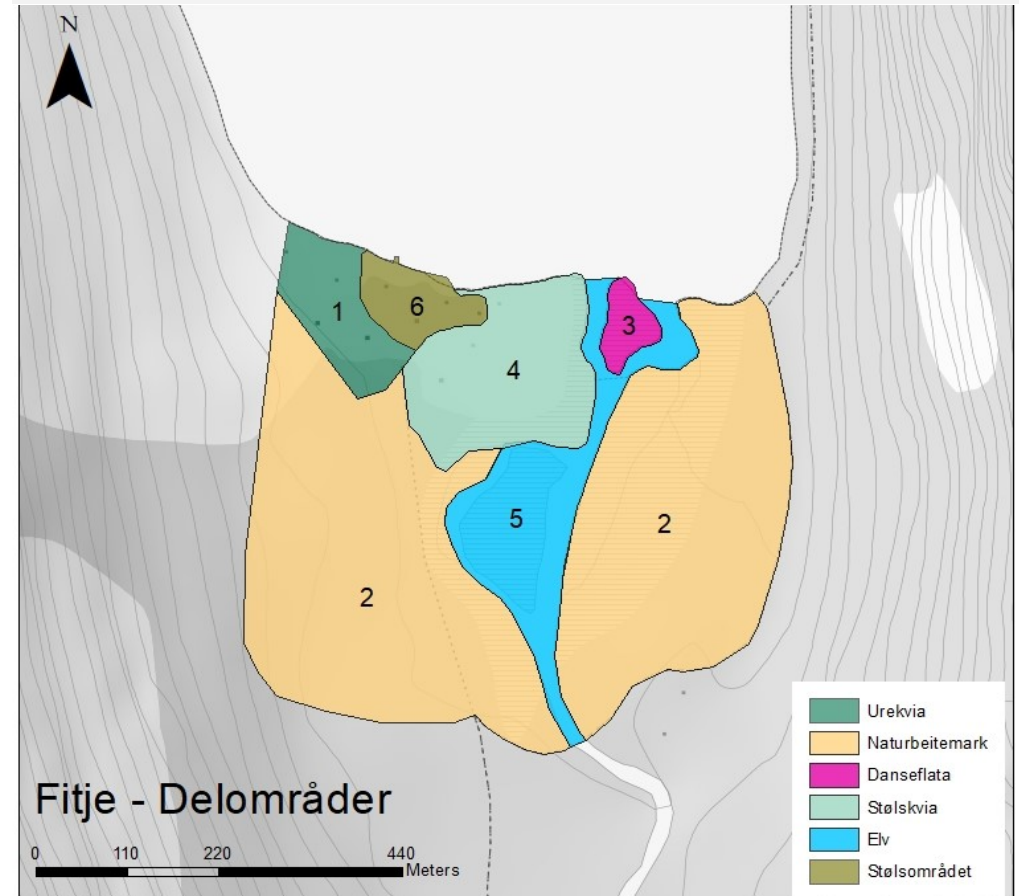 N
1
6
3
4
5
2
2
Urekvia
Naturbeitemark
Danseflata
Stølskvia
Elv
Stølsområdet
Fitje - Delområder
0 110 220 440
Meters